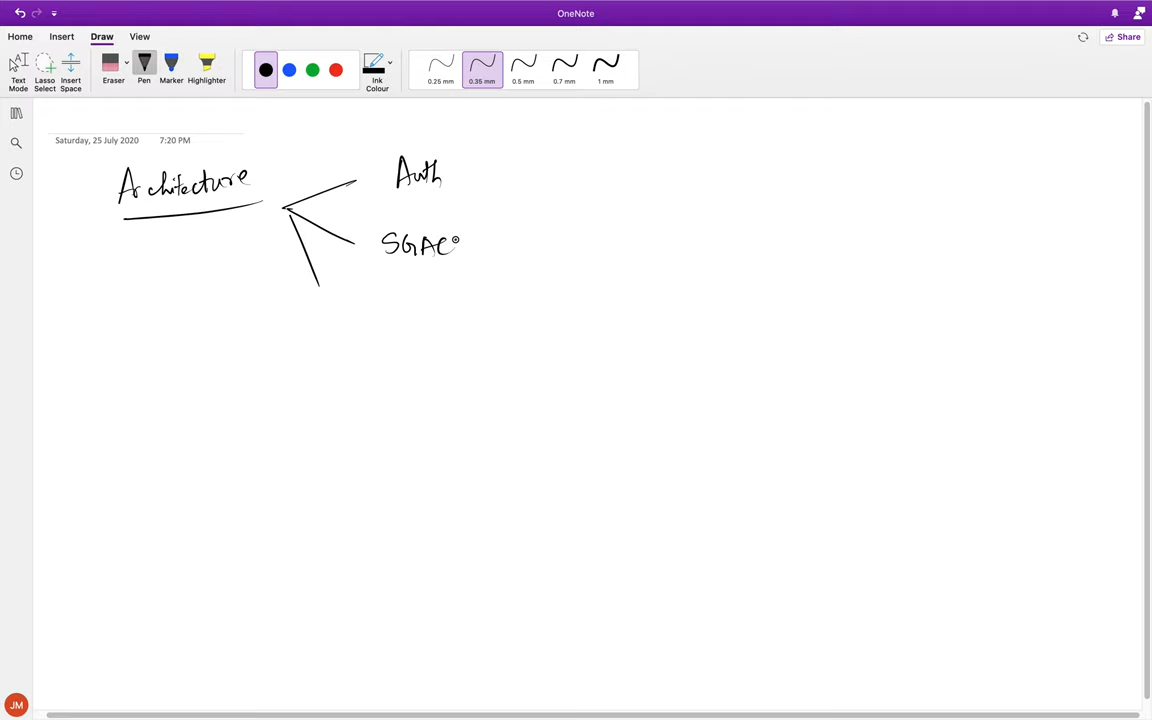 OneNote
Home Insert Draw View
Share
Text Mode
Lasso Select
Insert Space
Eraser
Pen
Marker
Highlighter
Ink Colour
0.25 mm
0.35 mm
0.5 mm
0.7 mm
1 mm
Saturday, 25 July 2020 7:20 PM
Architecture
Auth
SGAC
JM